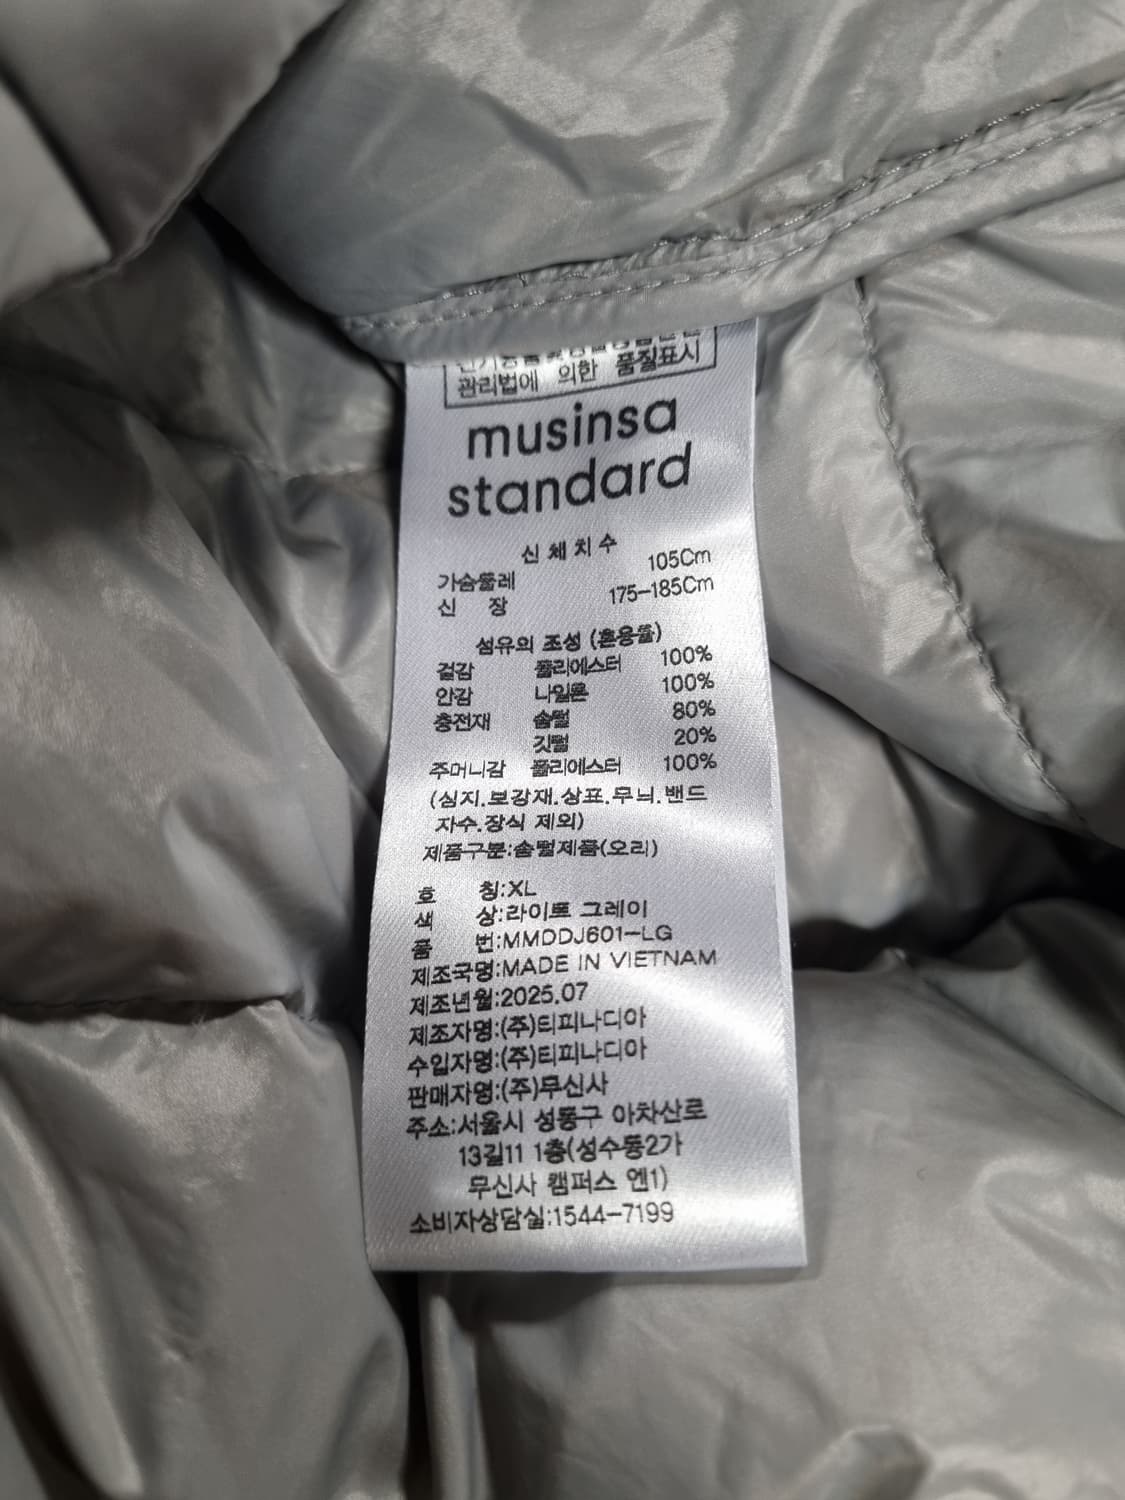 관리법에 의한 품질표시
musinsa
standard
신체치수
가슴둘레 105Cm
신 장 175-185Cm
섬유의 조성 (혼용률)
겉감 폴리에스터 100%
안감 나일론 100%
충전재 솜털 80%
깃털 20%
주머니감 폴리에스터 100%
(심지.보강재.상표.무늬.밴드
자수.장식 제외)
제품구분:솜털제품(오리)
호 칭:XL
색 상:라이트 그레이
품 번:MMDDJ601-LG
제조국명:MADE IN VIETNAM
제조년월:2025.07
제조자명:(주)티피나디아
수입자명:(주)티피나디아
판매자명:(주)무신사
주소:서울시 성동구 아차산로
13길11 1층(성수동2가
무신사 캠퍼스 엔1)
소비자상담실:1544-7199